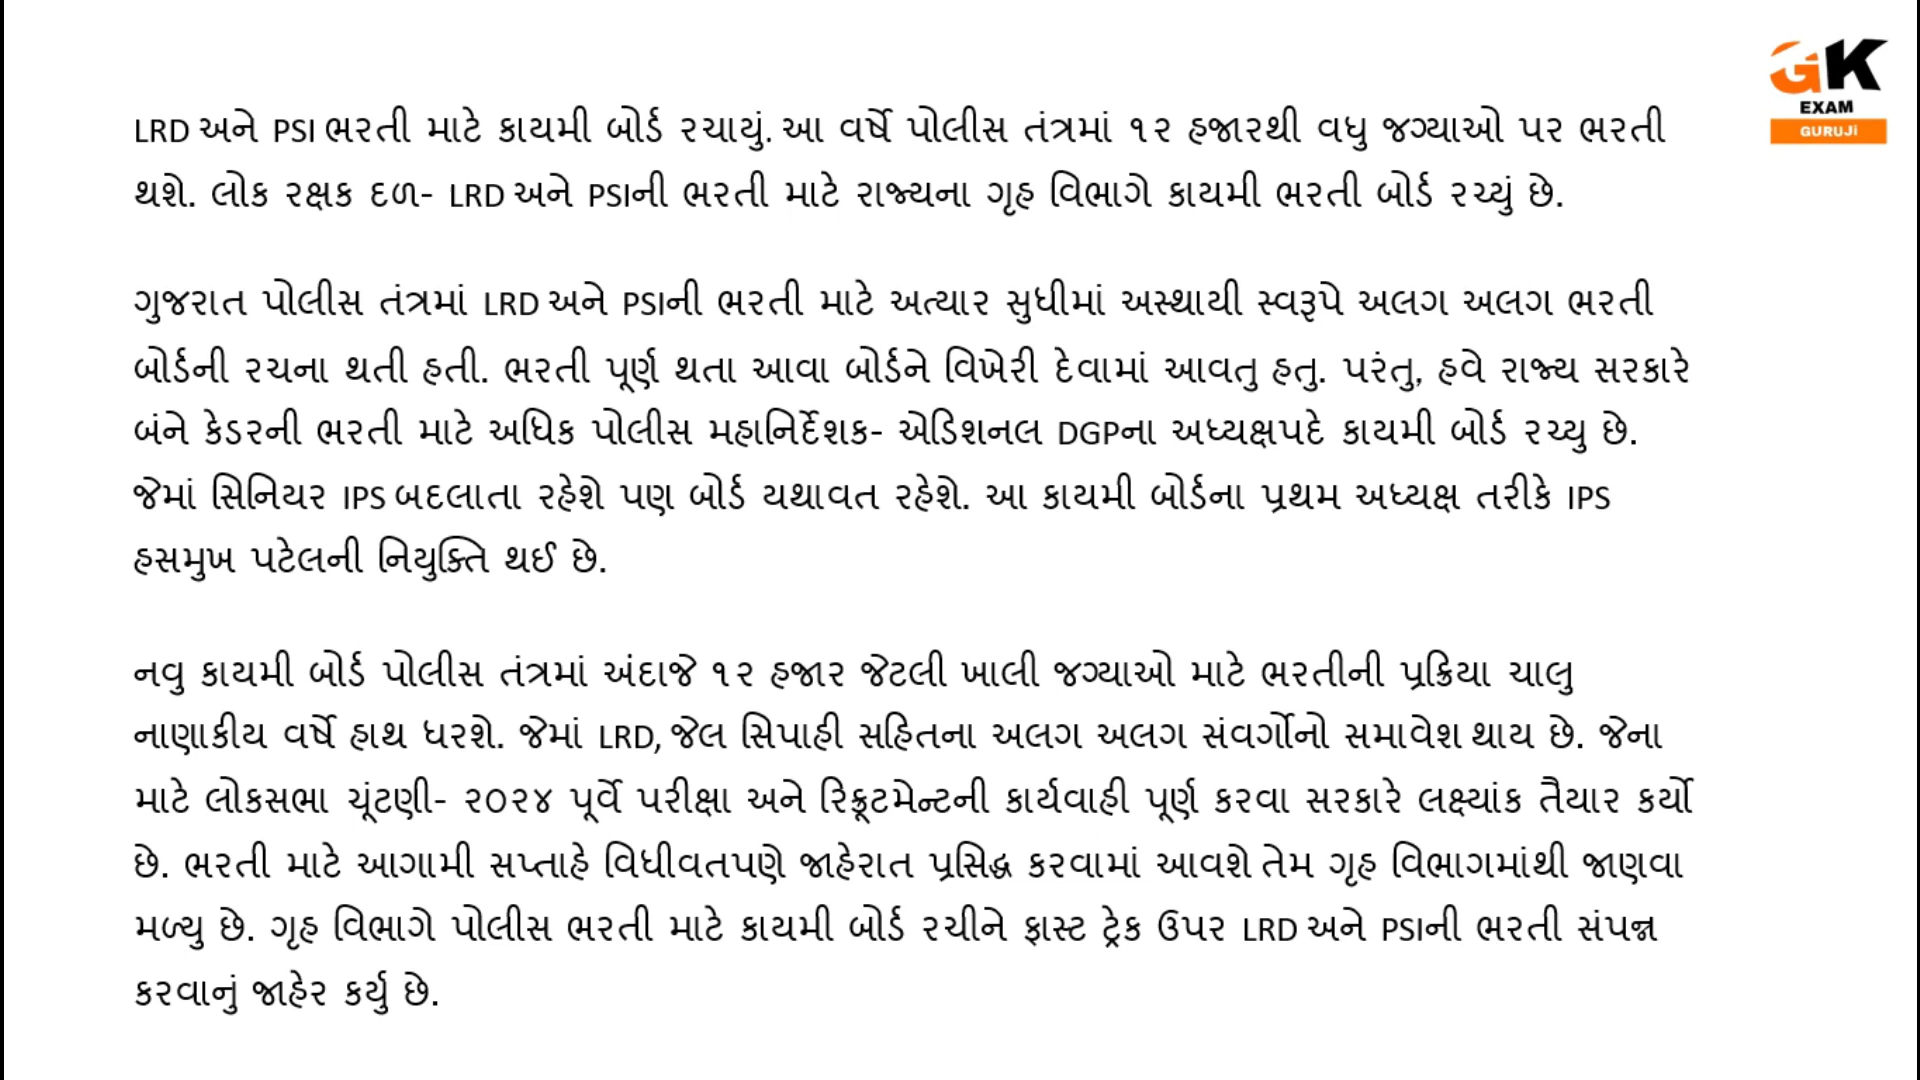 GK
EXAM
GURUJi
LRD અને PSI ભરતી માટે કાયમી બોર્ડ રચાયું. આ વર્ષે પોલીસ તંત્રમાં ૧૨ હજારથી વધુ જગ્યાઓ પર ભરતી
થશે. લોક રક્ષક દળ- LRD અને PSIની ભરતી માટે રાજ્યના ગૃહ વિભાગે કાયમી ભરતી બોર્ડ રચ્યું છે.
ગુજરાત પોલીસ તંત્રમાં LRD અને PSIની ભરતી માટે અત્યાર સુધીમાં અસ્થાયી સ્વરૂપે અલગ અલગ ભરતી
બોર્ડની રચના થતી હતી. ભરતી પૂર્ણ થતા આવા બોર્ડને વિખેરી દેવામાં આવતુ હતુ. પરંતુ, હવે રાજ્ય સરકારે
બંને કેડરની ભરતી માટે અધિક પોલીસ મહાનિર્દેશક- એડિશનલ DGPના અધ્યક્ષપદે કાયમી બોર્ડ રચ્યુ છે.
જેમાં સિનિયર IPS બદલાતા રહેશે પણ બોર્ડ યથાવત રહેશે. આ કાયમી બોર્ડના પ્રથમ અધ્યક્ષ તરીકે IPS
હસમુખ પટેલની નિયુક્તિ થઈ છે.
નવુ કાયમી બોર્ડ પોલીસ તંત્રમાં અંદાજે ૧૨ હજાર જેટલી ખાલી જગ્યાઓ માટે ભરતીની પ્રક્રિયા ચાલુ
નાણાકીય વર્ષે હાથ ધરશે. જેમાં LRD, જેલ સિપાહી સહિતના અલગ અલગ સંવર્ગોનો સમાવેશ થાય છે. જેના
માટે લોકસભા ચૂંટણી- ૨૦૨૪ પૂર્વે પરીક્ષા અને રિક્રૂટમેન્ટની કાર્યવાહી પૂર્ણ કરવા સરકારે લક્ષ્યાંક તૈયાર કર્યો
છે. ભરતી માટે આગામી સપ્તાહે વિધીવતપણે જાહેરાત પ્રસિદ્ધ કરવામાં આવશે તેમ ગૃહ વિભાગમાંથી જાણવા
મળ્યુ છે. ગૃહ વિભાગે પોલીસ ભરતી માટે કાયમી બોર્ડ રચીને ફાસ્ટ ટ્રેક ઉપર LRD અને PSIની ભરતી સંપન્ન
કરવાનું જાહેર કર્યુ છે.